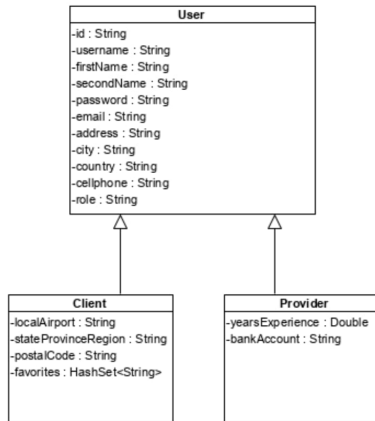 User
-id : String
-username : String
-firstName : String
-secondName : String
-password : String
-email : String
-address : String
-city : String
-country : String
-cellphone : String
-role : String
Client
-localAirport : String
-stateProvinceRegion : String
-postalCode : String
-favorites : HashSet<String>
Provider
-yearsExperience : Double
-bankAccount : String